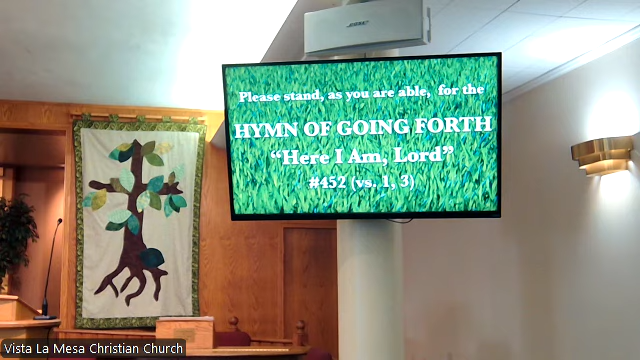 BOSE
Please stand, as you are able, for the
HYMN OF GOING FORTH
“Here I Am, Lord”
#452 (vs. 1, 3)
Vista La Mesa Christian Church